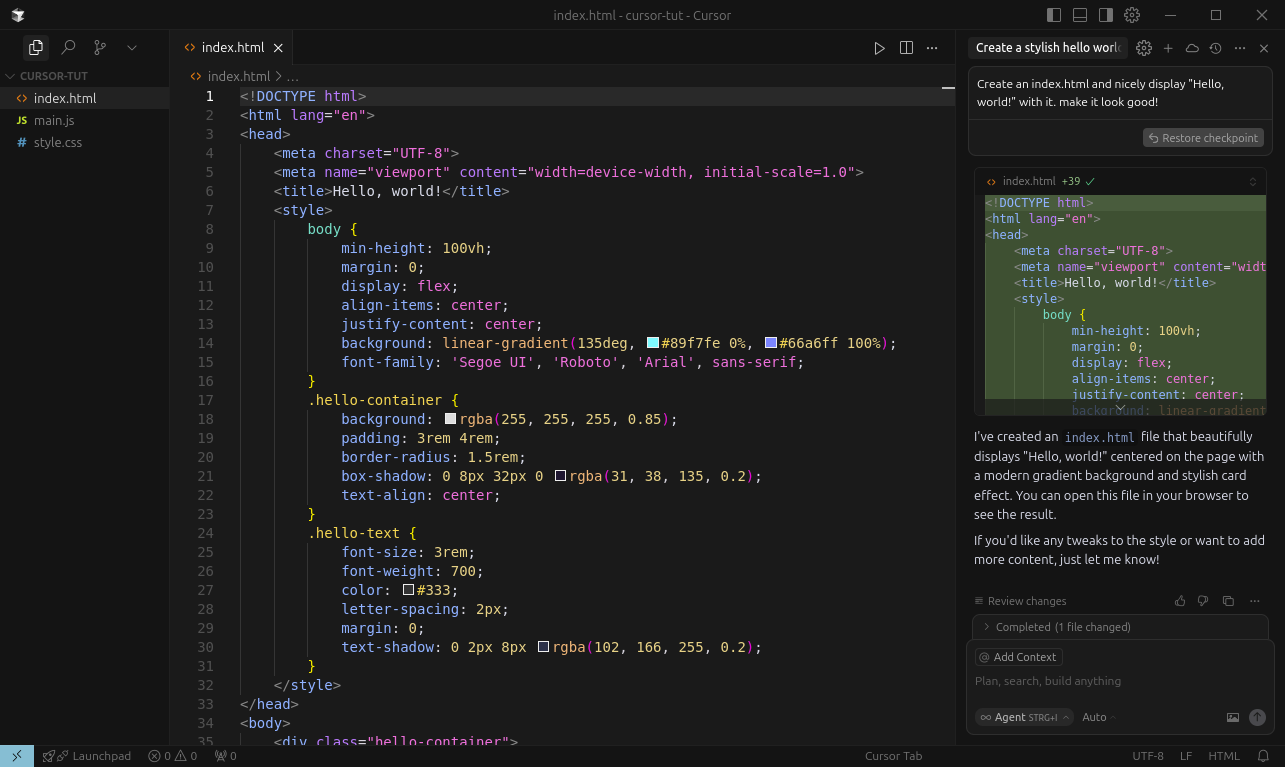 index.html - cursor-tut - Cursor
index.html
Create a stylish hello worl
CURSOR-TUT
index.html
JS main.js
# style.css
index.html > ...
1 <!DOCTYPE html>
2 <html lang="en">
3 <head>
4 <meta charset="UTF-8">
5 <meta name="viewport" content="width=device-width, initial-scale=1.0">
6 <title>Hello, world!</title>
7 <style>
8 body {
9 min-height: 100vh;
10 margin: 0;
11 display: flex;
12 align-items: center;
13 justify-content: center;
14 background: linear-gradient(135deg, #89f7fe 0%, #66a6ff 100%);
15 font-family: 'Segoe UI', 'Roboto', 'Arial', sans-serif;
16 }
17 .hello-container {
18 background: rgba(255, 255, 255, 0.85);
19 padding: 3rem 4rem;
20 border-radius: 1.5rem;
21 box-shadow: 0 8px 32px 0 rgba(31, 38, 135, 0.2);
22 text-align: center;
23 }
24 .hello-text {
25 font-size: 3rem;
26 font-weight: 700;
27 color: #333;
28 letter-spacing: 2px;
29 margin: 0;
30 text-shadow: 0 2px 8px rgba(102, 166, 255, 0.2);
31 }
32 </style>
33 </head>
34 <body>
35 <div class="hello-container">
Create an index.html and nicely display "Hello,
world!" with it. make it look good!
Restore checkpoint
index.html +39
<!DOCTYPE html>
<html lang="en">
<head>
<meta charset="UTF-8">
<meta name="viewport" content="widt
<title>Hello, world!</title>
<style>
body {
min-height: 100vh;
margin: 0;
display: flex;
align-items: center;
justify-content: center;
background: linear-gradient
I've created an index.html file that beautifully
displays "Hello, world!" centered on the page with
a modern gradient background and stylish card
effect. You can open this file in your browser to
see the result.
If you'd like any tweaks to the style or want to add
more content, just let me know!
Review changes
Completed (1 file changed)
@ Add Context
Plan, search, build anything
Agent STRG+I Auto
Launchpad 0 0 0 Cursor Tab UTF-8 LF HTML